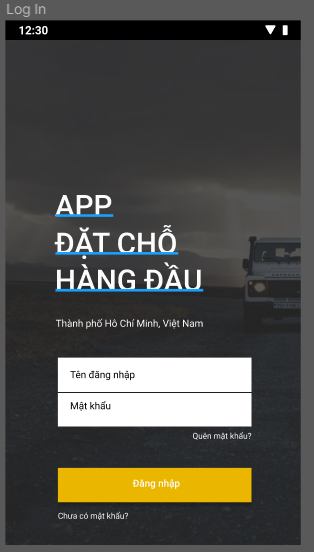 Log In
12:30
APP
ĐẶT CHỖ
HÀNG ĐẦU
Thành phố Hồ Chí Minh, Việt Nam
Tên đăng nhập
Mật khẩu
Quên mật khẩu?
Đăng nhập
Chưa có mật khẩu?